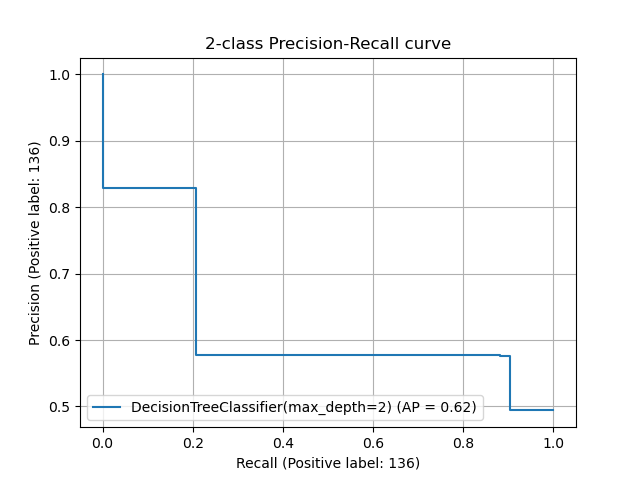 2-class Precision-Recall curve
Precision (Positive label: 136)
1.0
0.9
0.8
0.7
0.6
0.5
DecisionTreeClassifier(max_depth=2) (AP = 0.62)
0.0 0.2 0.4 0.6 0.8 1.0
Recall (Positive label: 136)